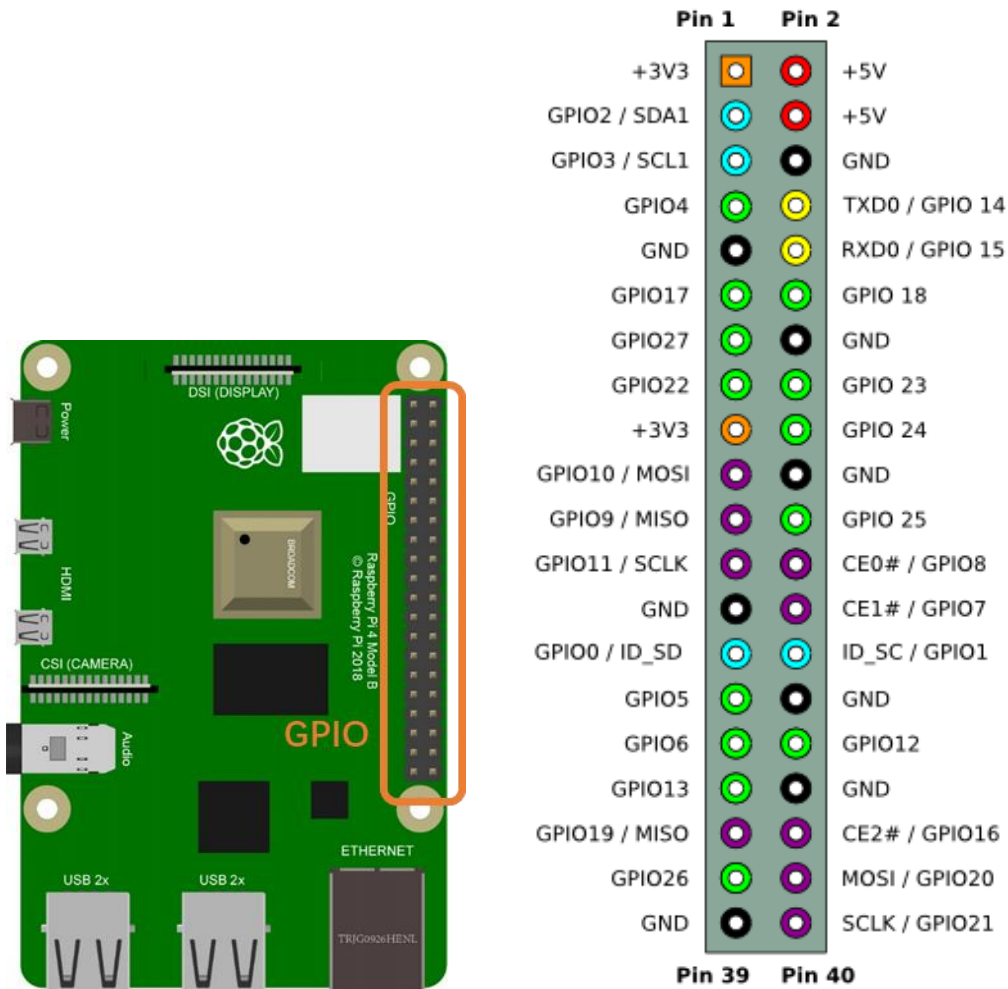 DSI (DISPLAY)
Power
GPIO
BROADCOM
Raspberry Pi 4 Model B
© Raspberry Pi 2018
HDMI
CSI (CAMERA)
GPIO
Audio
ETHERNET
USB 2x
USB 2x
TRJG0926HENL
Pin 1 Pin 2
+3V3 +5V
GPIO2 / SDA1 +5V
GPIO3 / SCL1 GND
GPIO4 TXD0 / GPIO 14
GND RXD0 / GPIO 15
GPIO17 GPIO 18
GPIO27 GND
GPIO22 GPIO 23
+3V3 GPIO 24
GPIO10 / MOSI GND
GPIO9 / MISO GPIO 25
GPIO11 / SCLK CE0# / GPIO8
GND CE1# / GPIO7
GPIO0 / ID_SD ID_SC / GPIO1
GPIO5 GND
GPIO6 GPIO12
GPIO13 GND
GPIO19 / MISO CE2# / GPIO16
GPIO26 MOSI / GPIO20
GND SCLK / GPIO21
Pin 39 Pin 40